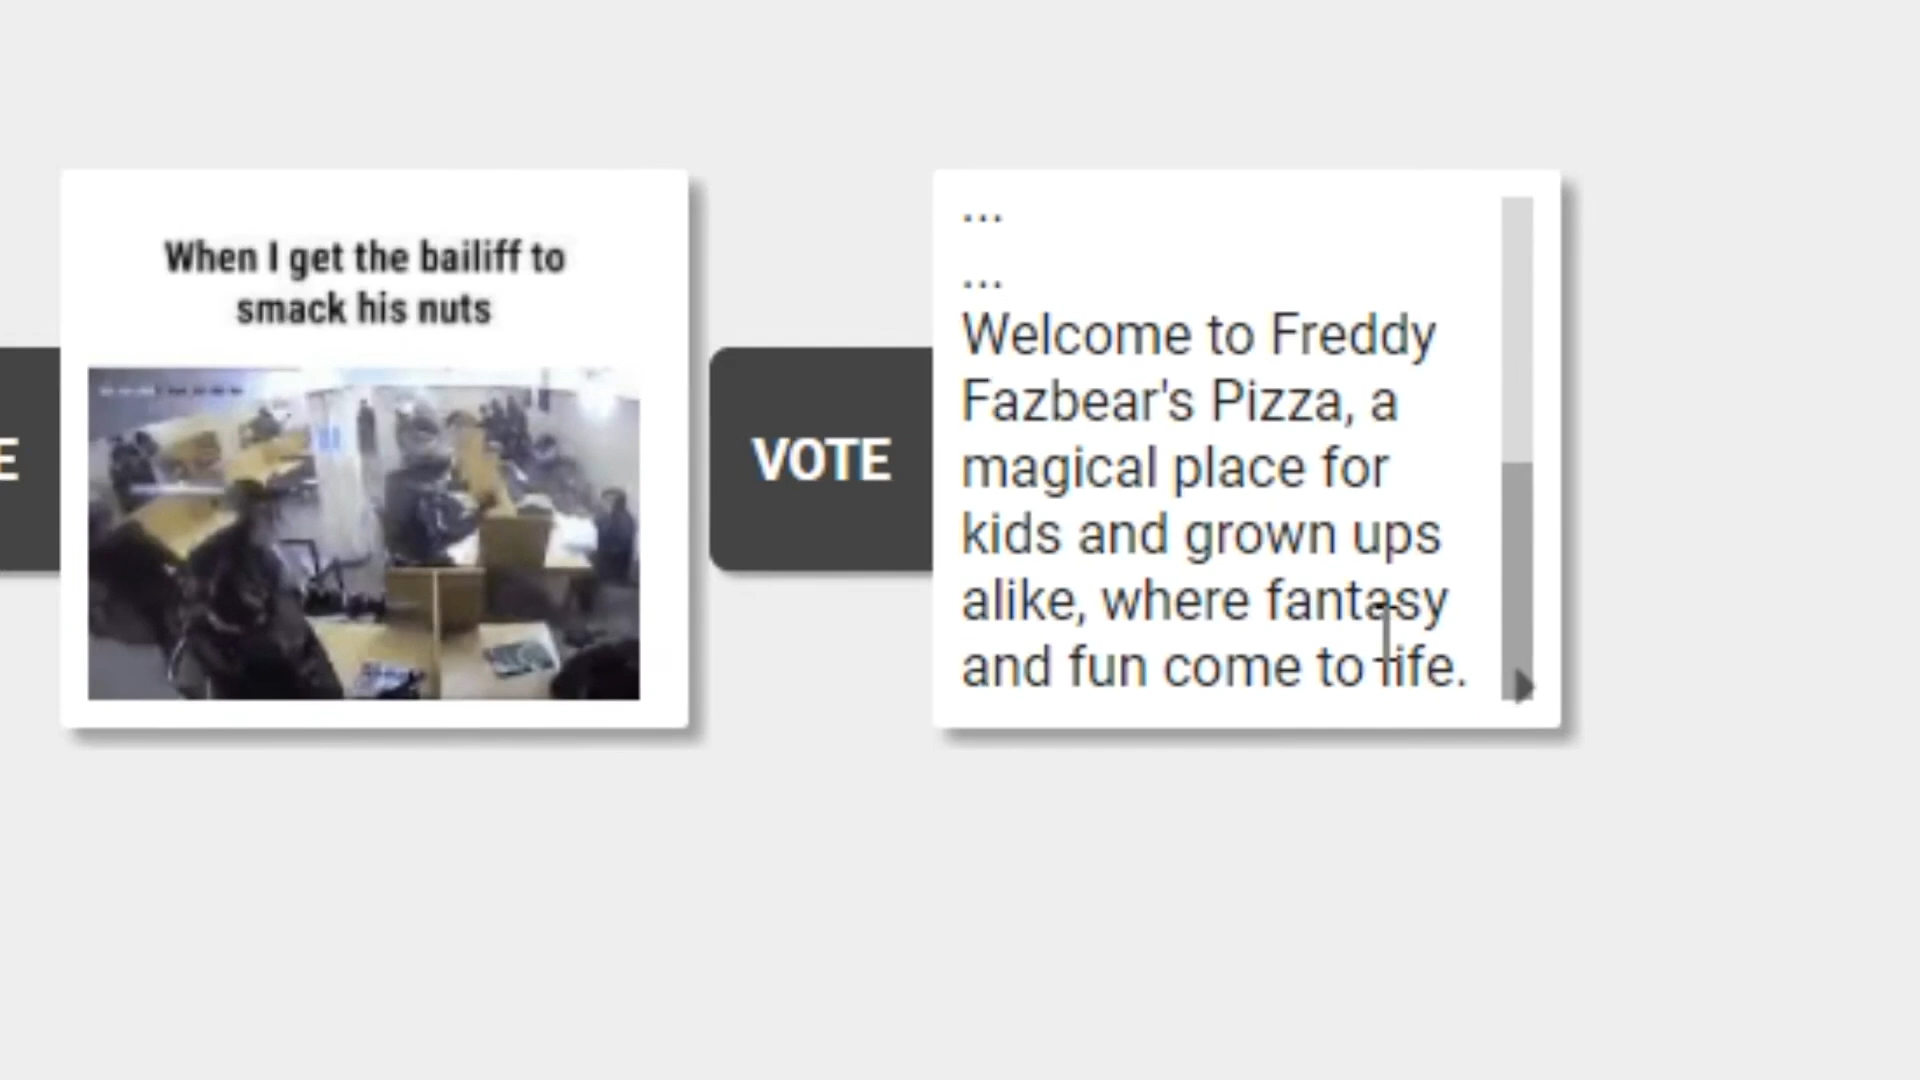 When I get the bailiff to
smack his nuts
E
VOTE
...
...
Welcome to Freddy
Fazbear's Pizza, a
magical place for
kids and grown ups
alike, where fantasy
and fun come to life.